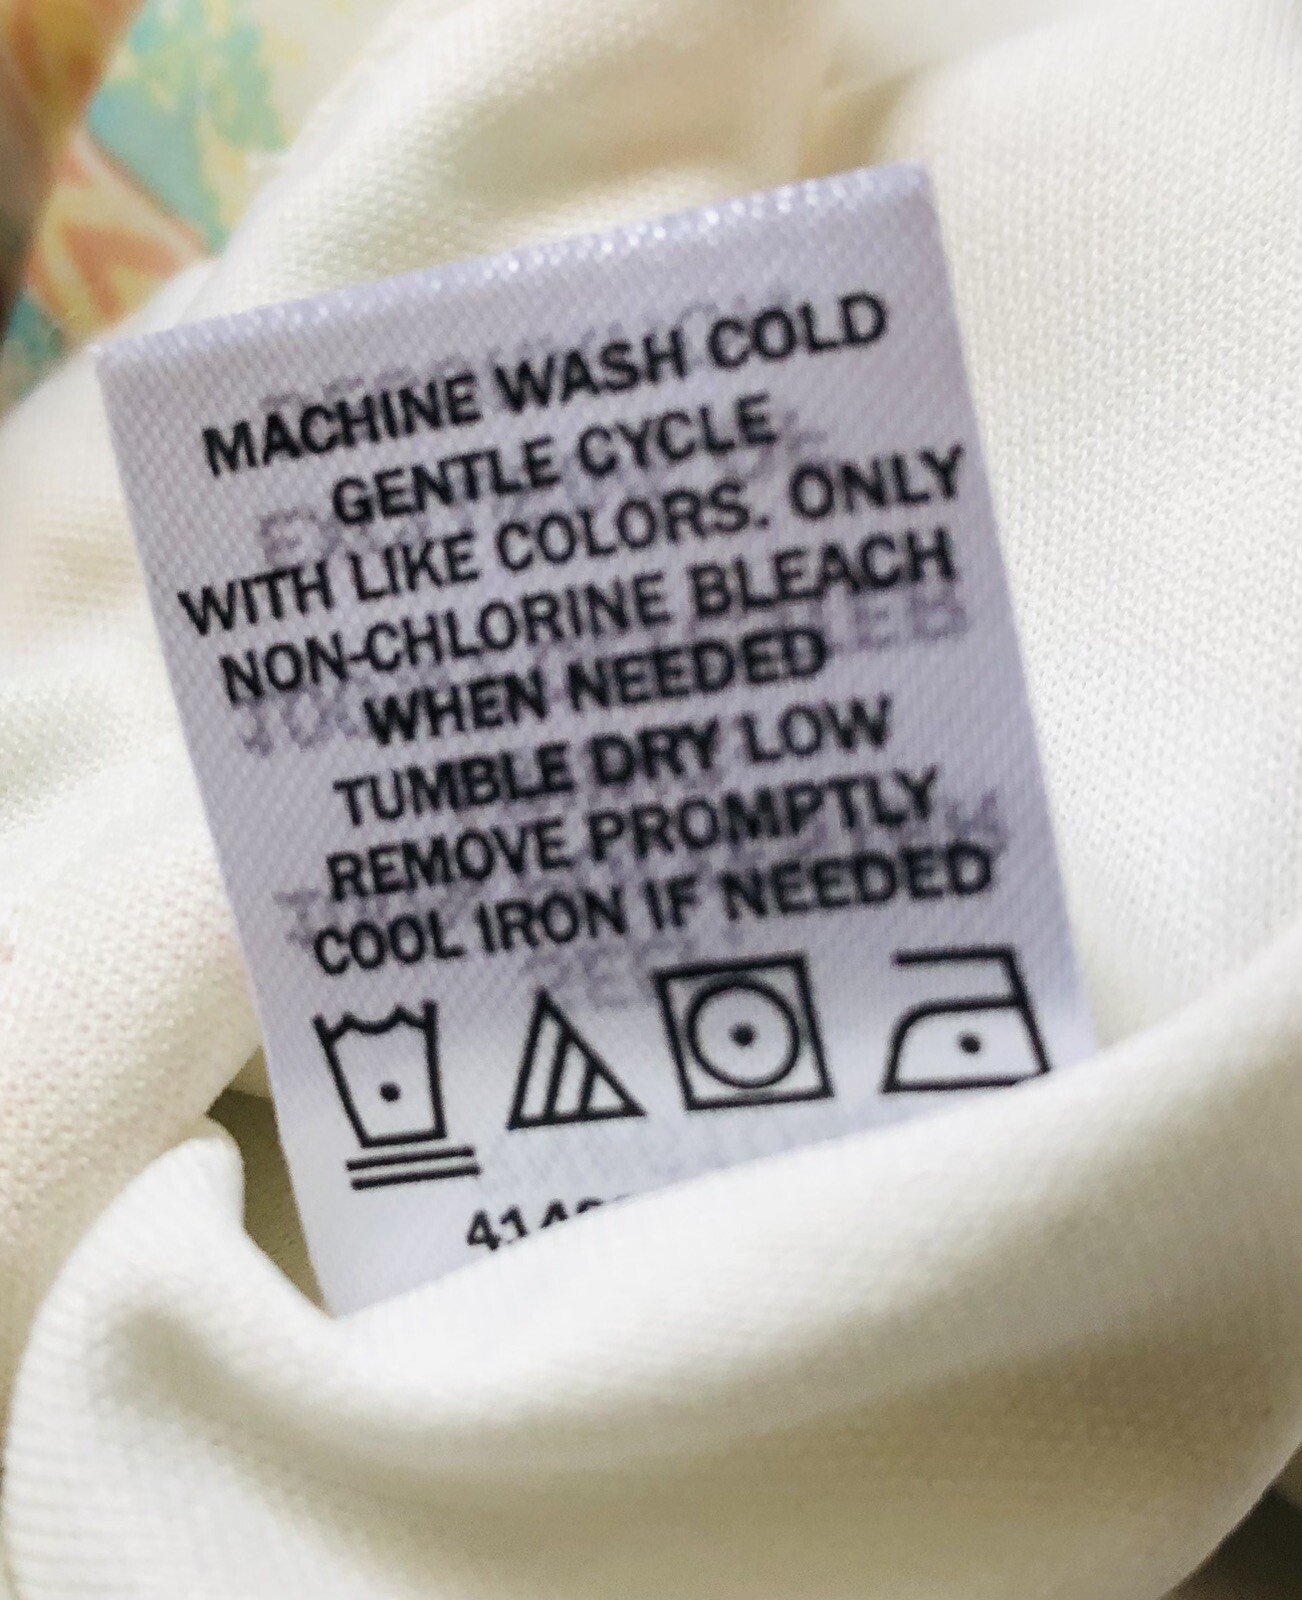 MACHINE WASH COLD
GENTLE CYCLE
WITH LIKE COLORS. ONLY
NON-CHLORINE BLEACH
WHEN NEEDED
TUMBLE DRY LOW
REMOVE PROMPTLY
COOL IRON IF NEEDED